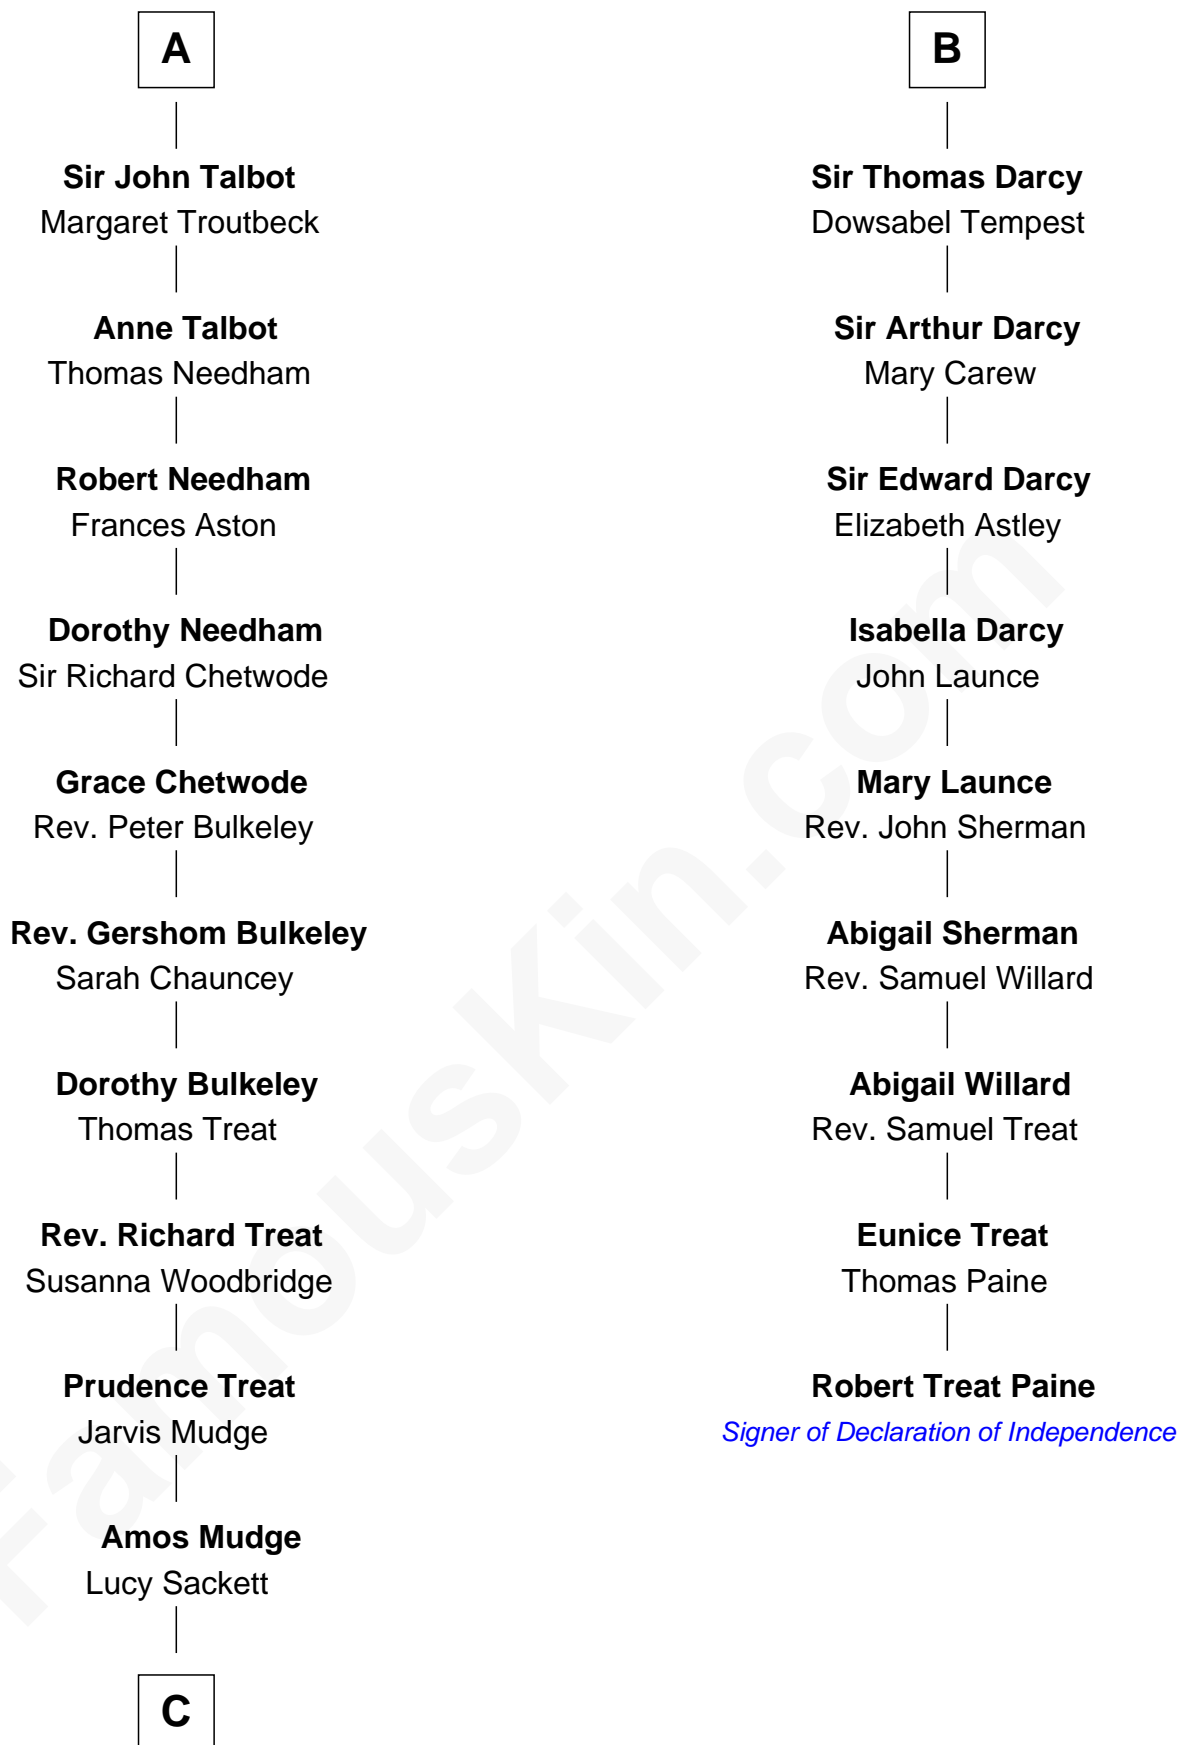 A
Sir John Talbot
Margaret Troutbeck
Anne Talbot
Thomas Needham
Robert Needham
Frances Aston
Dorothy Needham
Sir Richard Chetwode
Grace Chetwode
Rev. Peter Bulkeley
Rev. Gershom Bulkeley
Sarah Chauncey
Dorothy Bulkeley
Thomas Treat
Rev. Richard Treat
Susanna Woodbridge
Prudence Treat
Jarvis Mudge
Amos Mudge
Lucy Sackett
C
B
Sir Thomas Darcy
Dowsabel Tempest
Sir Arthur Darcy
Mary Carew
Sir Edward Darcy
Elizabeth Astley
Isabella Darcy
John Launce
Mary Launce
Rev. John Sherman
Abigail Sherman
Rev. Samuel Willard
Abigail Willard
Rev. Samuel Treat
Eunice Treat
Thomas Paine
Robert Treat Paine
Signer of Declaration of Independence
FamousKin.com